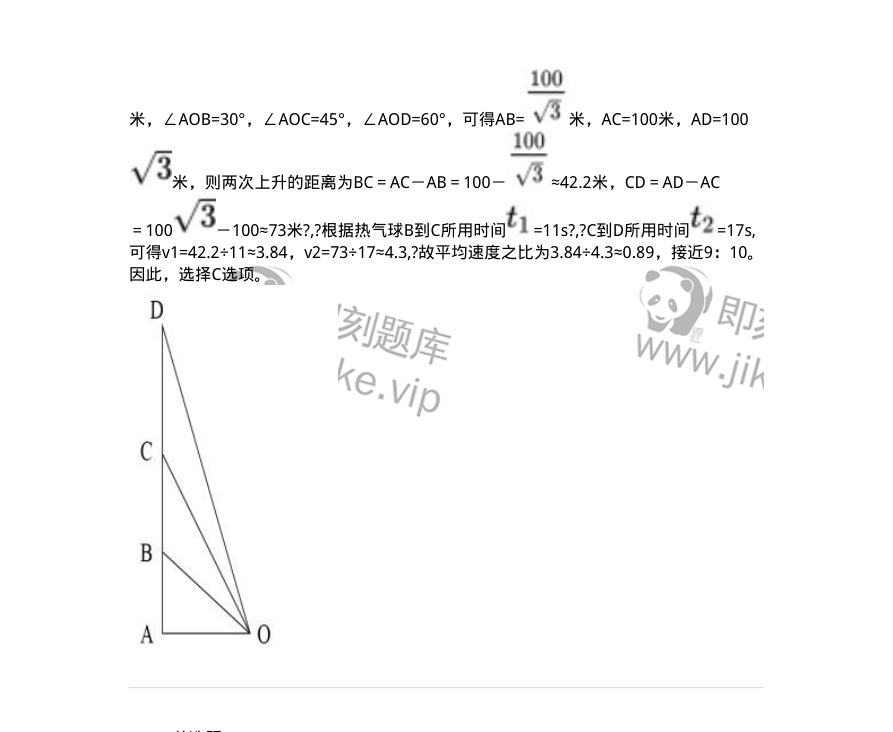 米，∠AOB=30°，∠AOC=45°，∠AOD=60°，可得AB= 100/√3 米，AC=100米，AD=100
√3米，则两次上升的距离为BC = AC－AB = 100－ 100/√3 ≈42.2米，CD = AD－AC
= 100√3－100≈73米?,?根据热气球B到C所用时间t₁=11s?,?C到D所用时间t₂=17s,
可得v1=42.2÷11≈3.84，v2=73÷17≈4.3,?故平均速度之比为3.84÷4.3≈0.89，接近9：10。
因此，选择C选项。
D
刻题库
即刻
www.jik
ke.vip
C
B
A
O